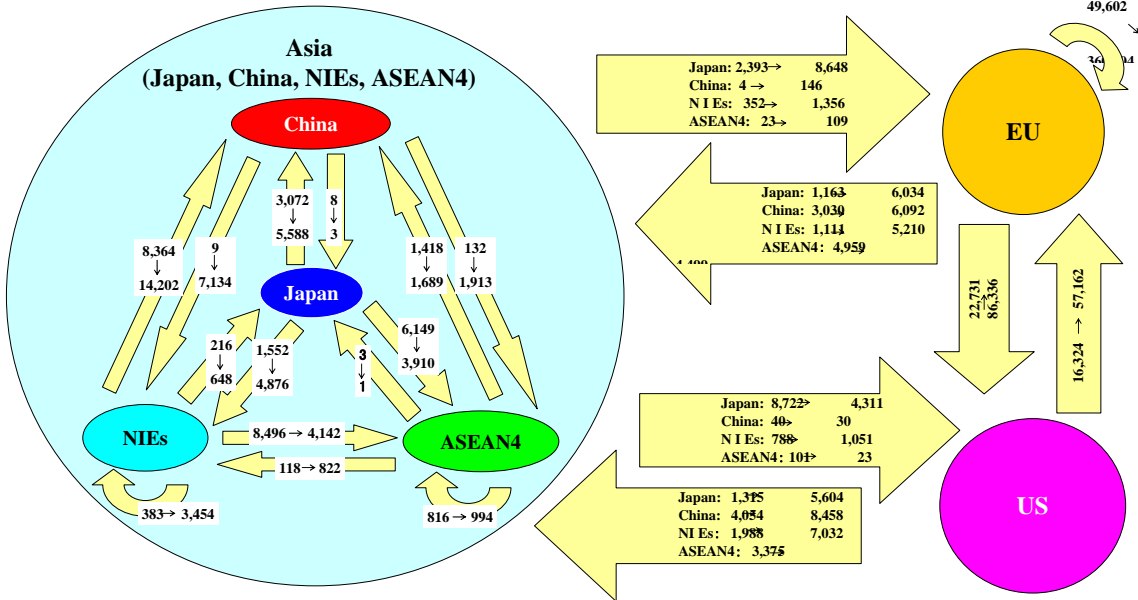 Asia
(Japan, China, NIEs, ASEAN4)
China
3,072
↓
5,588
8
↓
3
8,364
↓
14,202
9
↓
7,134
1,418
↓
1,689
132
↓
1,913
Japan
216
↓
648
1,552
↓
4,876
3
↓
1
6,149
↓
3,910
NIEs
8,496 → 4,142
118 → 822
ASEAN4
383 → 3,454
816 → 994
Japan: 2,393 → 8,648
China: 4 → 146
N I Es: 352 → 1,356
ASEAN4: 23 → 109
Japan: 1,163 → 6,034
China: 3,030 → 6,092
N I Es: 1,111 → 5,210
ASEAN4: 4,959 →
49,602
→
EU
22,731
→
86,336
16,324 → 57,162
Japan: 8,722 → 4,311
China: 40 → 30
N I Es: 788 → 1,051
ASEAN4: 101 → 23
Japan: 1,315 → 5,604
China: 4,054 → 8,458
NI Es: 1,988 → 7,032
ASEAN4: 3,375 →
US